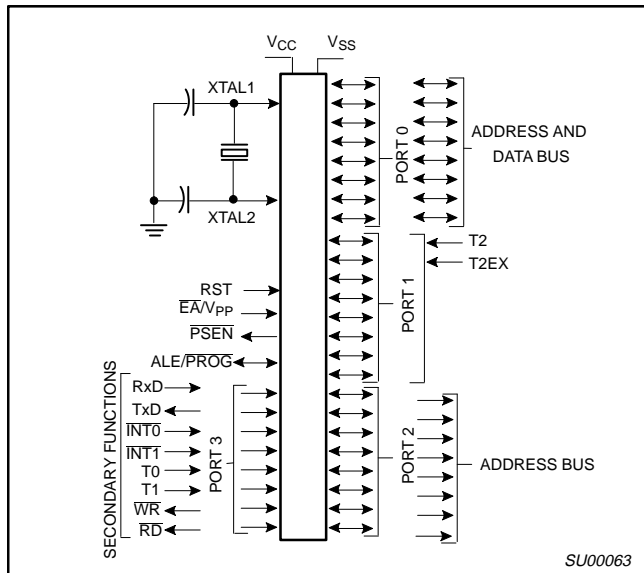 VCC VSS
XTAL1
XTAL2
PORT 0
ADDRESS AND
DATA BUS
T2
T2EX
PORT 1
RST
EA/VPP
PSEN
ALE/PROG
SECONDARY FUNCTIONS
RxD
TxD
INT0
INT1
T0
T1
WR
RD
PORT 3
PORT 2
ADDRESS BUS
SU00063